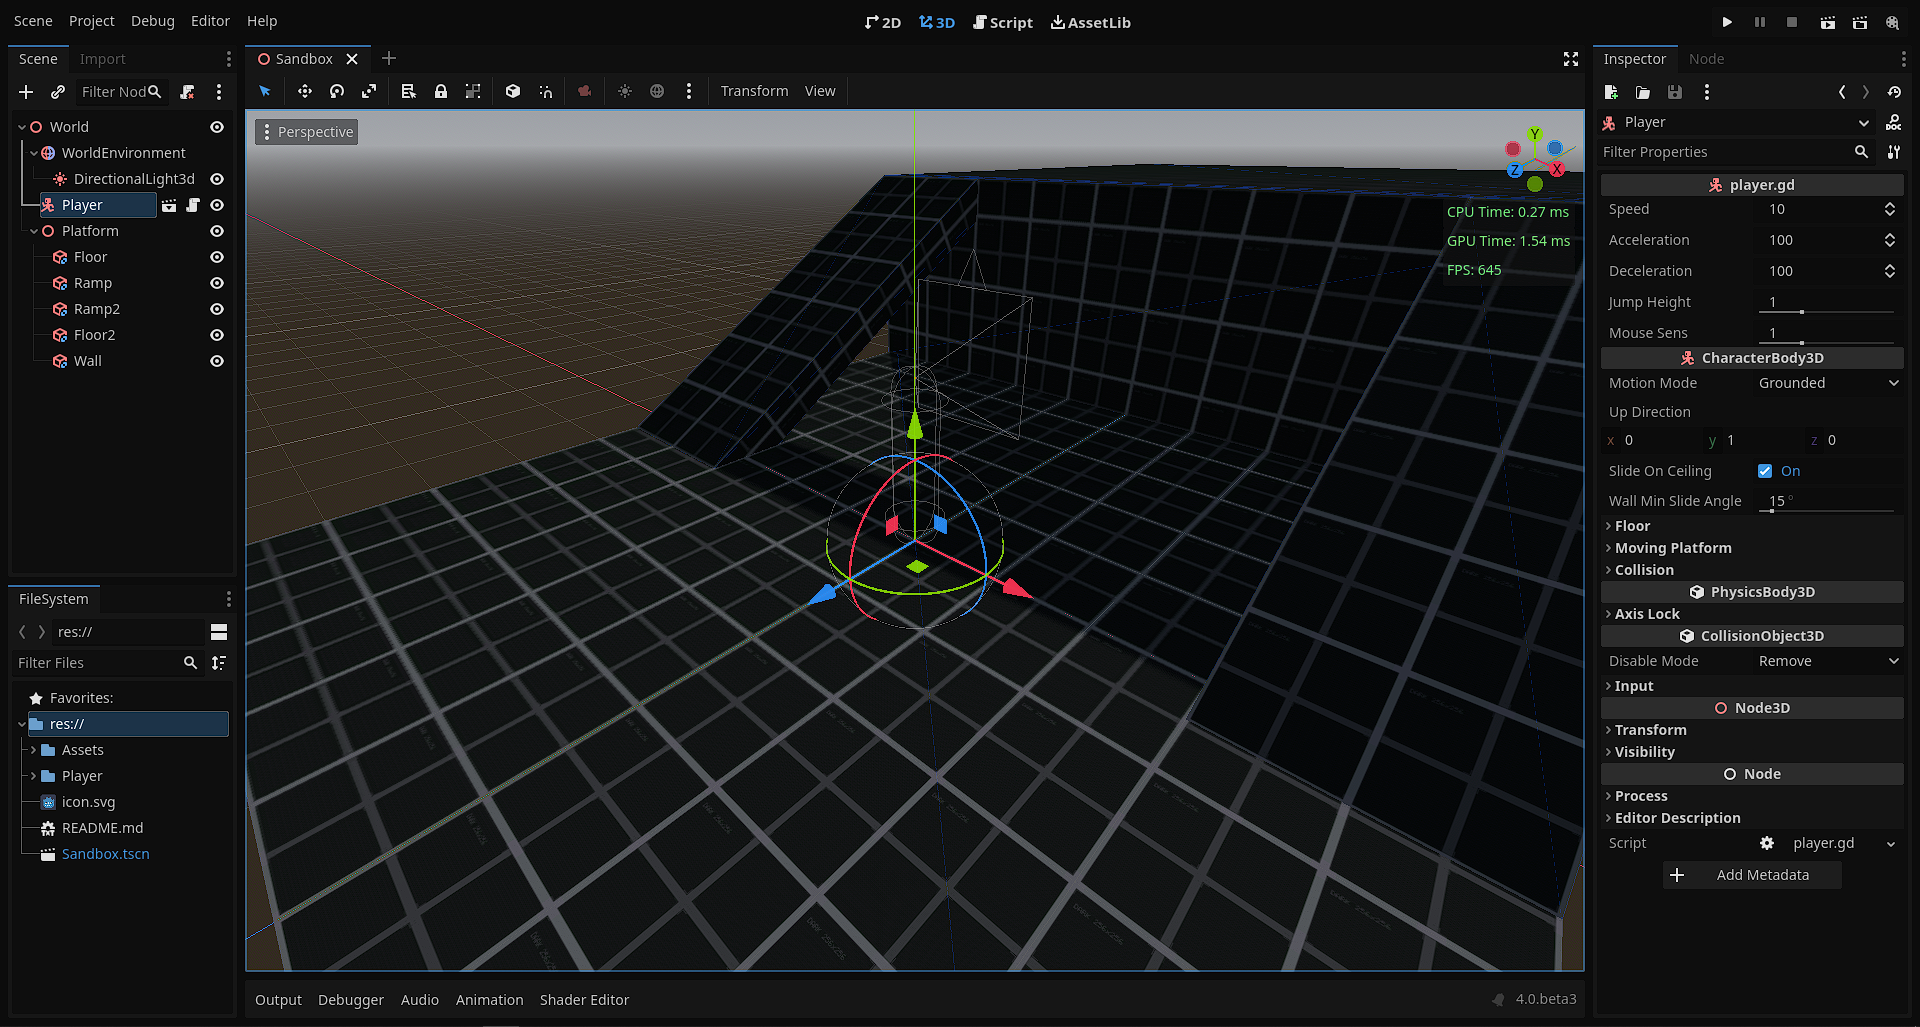 Scene Project Debug Editor Help
2D 3D Script AssetLib
Scene Import
Filter Nod
World
WorldEnvironment
DirectionalLight3d
Player
Platform
Floor
Ramp
Ramp2
Floor2
Wall
FileSystem
res://
Filter Files
Favorites:
res://
Assets
Player
icon.svg
README.md
Sandbox.tscn
Sandbox
Transform View
Perspective
Y
Z X
CPU Time: 0.27 ms
GPU Time: 1.54 ms
FPS: 645
Output Debugger Audio Animation Shader Editor
4.0.beta3
Inspector Node
Player
Filter Properties
player.gd
Speed 10
Acceleration 100
Deceleration 100
Jump Height 1
Mouse Sens 1
CharacterBody3D
Motion Mode Grounded
Up Direction
x 0 y 1 z 0
Slide On Ceiling On
Wall Min Slide Angle 15 °
Floor
Moving Platform
Collision
PhysicsBody3D
Axis Lock
CollisionObject3D
Disable Mode Remove
Input
Node3D
Transform
Visibility
Node
Process
Editor Description
Script player.gd
Add Metadata